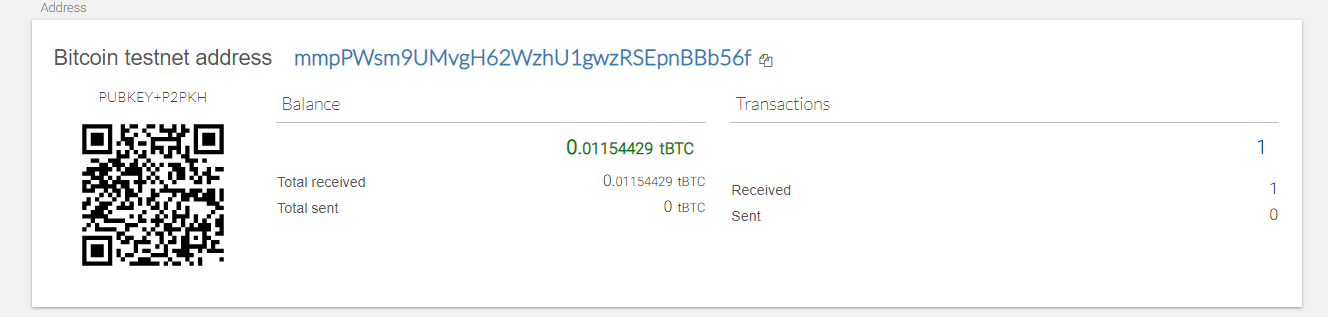 Address
Bitcoin testnet address mmpPWsm9UMvgH62WzhU1gwzRSEpnBBb56f
PUBKEY+P2PKH
Balance
0.01154429 tBTC
Total received 0.01154429 tBTC
Total sent 0 tBTC
Transactions
1
Received 1
Sent 0